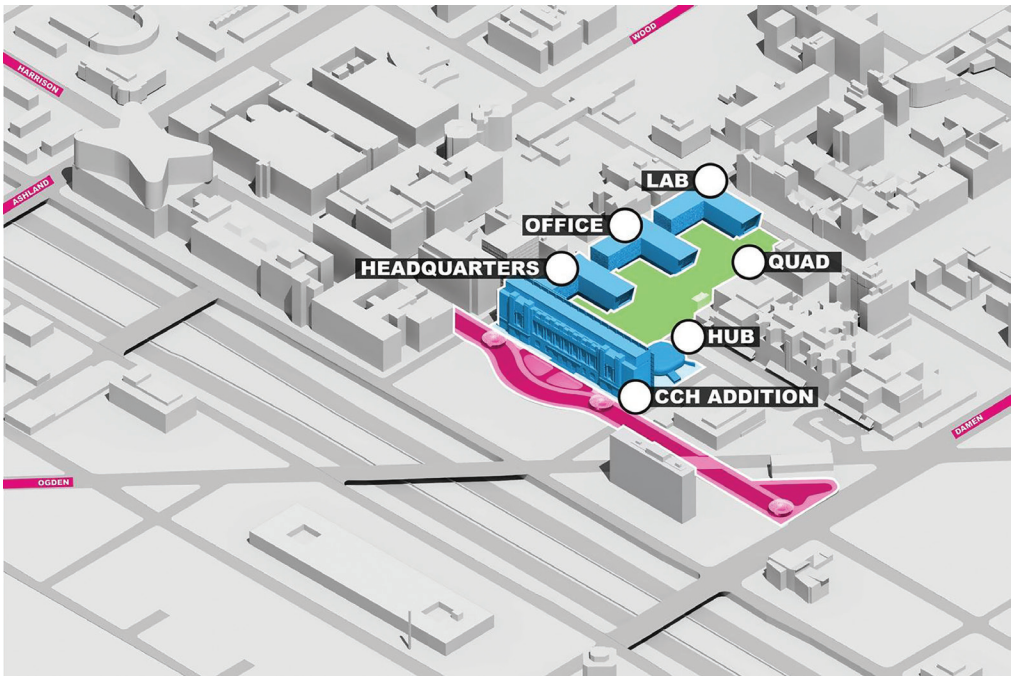 WOOD
HARRISON
ASHLAND
LAB
OFFICE
HEADQUARTERS
QUAD
HUB
CCH ADDITION
DAMEN
OGDEN